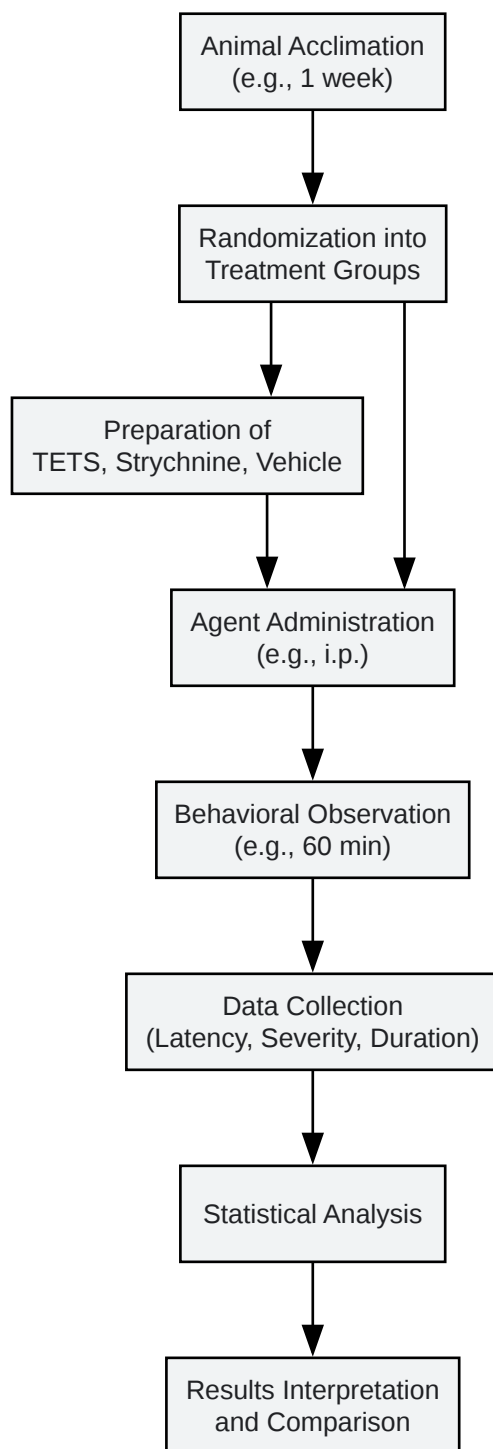 Animal Acclimation
(e.g., 1 week)
Randomization into
Treatment Groups
Preparation of
TETS, Strychnine, Vehicle
Agent Administration
(e.g., i.p.)
Behavioral Observation
(e.g., 60 min)
Data Collection
(Latency, Severity, Duration)
Statistical Analysis
Results Interpretation
and Comparison